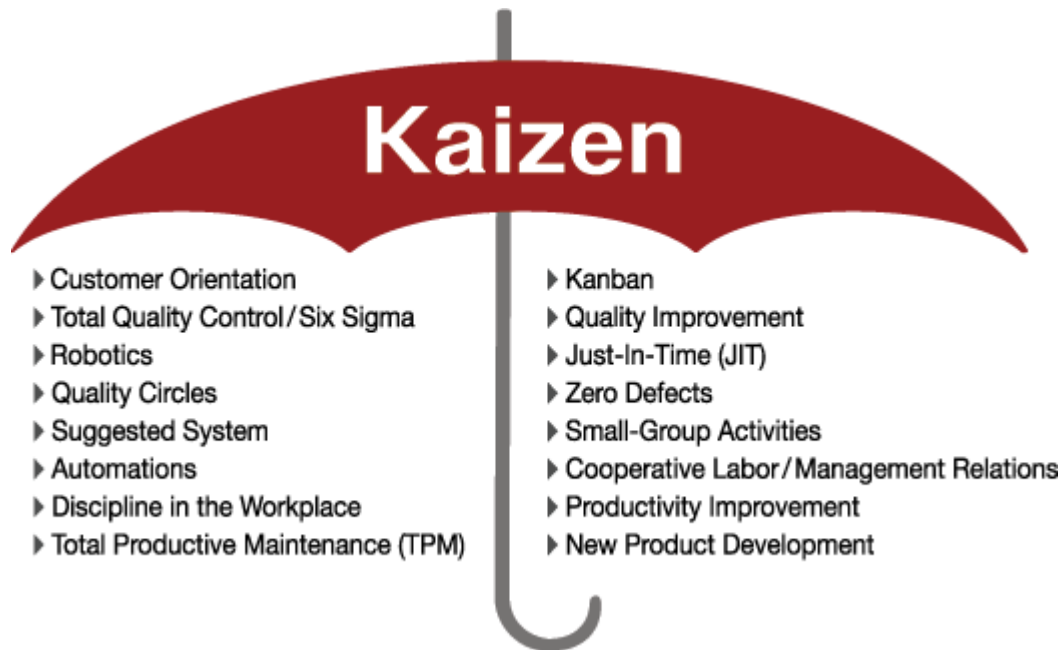 Kaizen
Customer Orientation
Total Quality Control/Six Sigma
Robotics
Quality Circles
Suggested System
Automations
Discipline in the Workplace
Total Productive Maintenance (TPM)
Kanban
Quality Improvement
Just-In-Time (JIT)
Zero Defects
Small-Group Activities
Cooperative Labor/Management Relations
Productivity Improvement
New Product Development